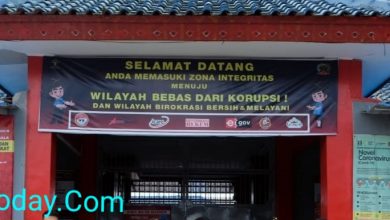 SELAMAT DATANG
ANDA MEMASUKI ZONA INTEGRITAS
MENUJU
WILAYAH BEBAS DARI KORUPSI !
DAN WILAYAH BIROKRASI BERSIH & MELAYANI
gov
Novel
Coronavirus
oday.Com